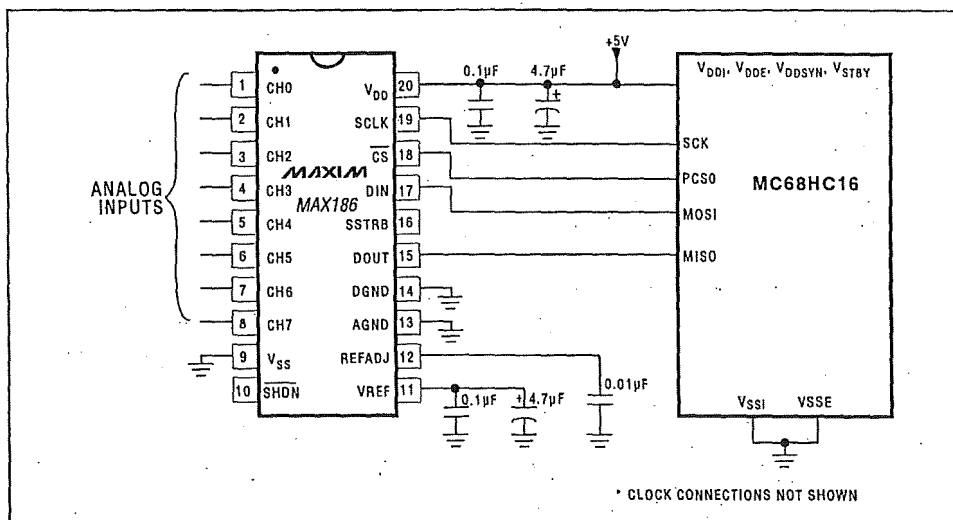 +5V
0.1µF 4.7µF
+
VDDI, VDDE, VDDSYN, VSTBY
1 CH0 VDD 20
2 CH1 SCLK 19
SCK
3 CH2 CS 18
PCS0
MAXIM
MAX186
MC68HC16
ANALOG
INPUTS
4 CH3 DIN 17
MOSI
5 CH4 SSTRB 16
6 CH5 DOUT 15
MISO
7 CH6 DGND 14
8 CH7 AGND 13
9 VSS REFADJ 12
10 SHDN VREF 11
0.1µF + 4.7µF 0.01µF
VSSI VSSE
* CLOCK CONNECTIONS NOT SHOWN